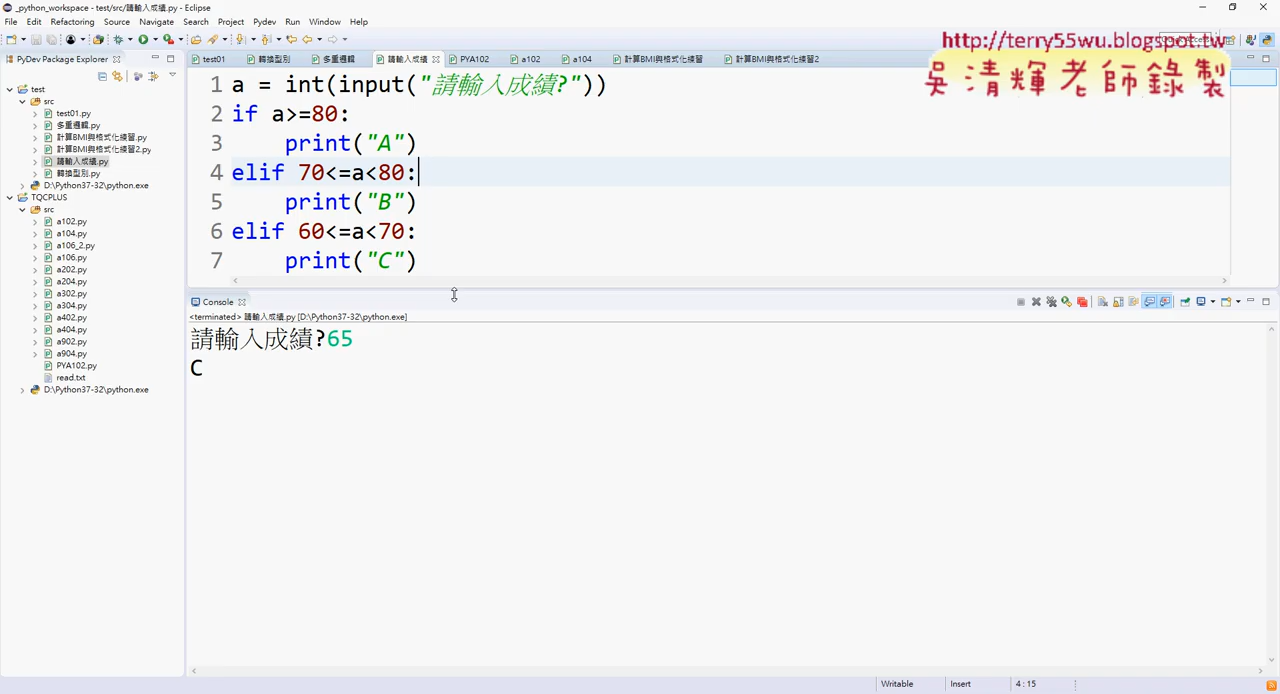 _python_workspace - test/src/請輸入成績.py - Eclipse
File Edit Refactoring Source Navigate Search Project Pydev Run Window Help
http://terry55wu.blogspot.tw
吳清輝老師錄製
PyDev Package Explorer
test
src
test01.py
多重邏輯.py
計算BMI與格式化練習.py
計算BMI與格式化練習2.py
請輸入成績.py
轉換型別.py
D:\Python37-32\python.exe
TQCPLUS
src
a102.py
a104.py
a106_2.py
a106.py
a202.py
a204.py
a302.py
a304.py
a402.py
a404.py
a902.py
a904.py
PYA102.py
read.txt
D:\Python37-32\python.exe
test01 轉換型別 多重邏輯 請輸入成績 PYA102 a102 a104 計算BMI與格式化練習 計算BMI與格式化練習2
1 a = int(input("請輸入成績?"))
2 if a>=80:
3 print("A")
4 elif 70<=a<80:
5 print("B")
6 elif 60<=a<70:
7 print("C")
Console
<terminated> 請輸入成績.py [D:\Python37-32\python.exe]
請輸入成績?65
C
Writable Insert 4 : 15